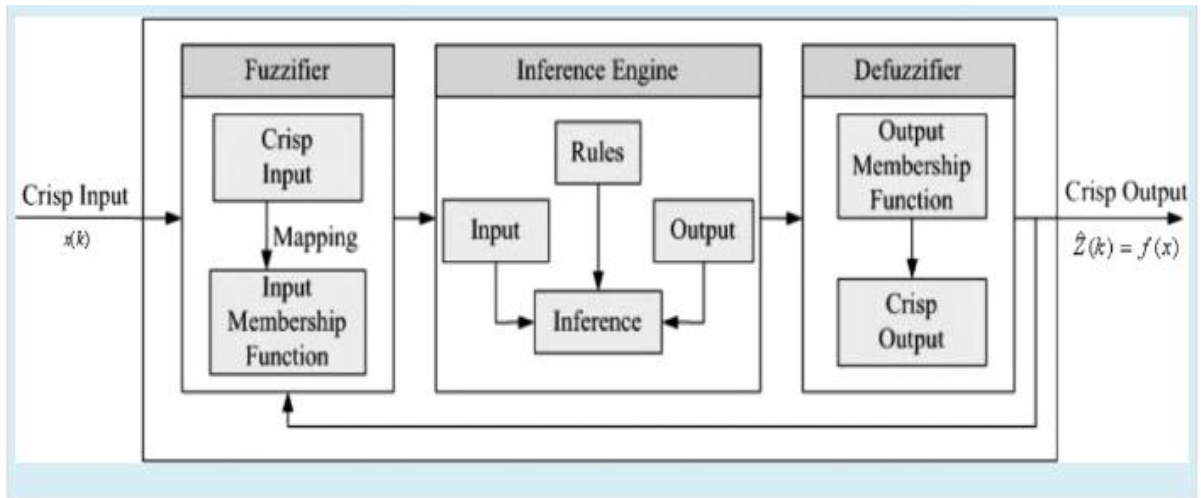 Crisp Input
x(k)
Fuzzifier
Crisp
Input
Mapping
Input
Membership
Function
Inference Engine
Rules
Input
Output
Inference
Defuzzifier
Output
Membership
Function
Crisp
Output
Crisp Output
Ẑ(k) = f(x)